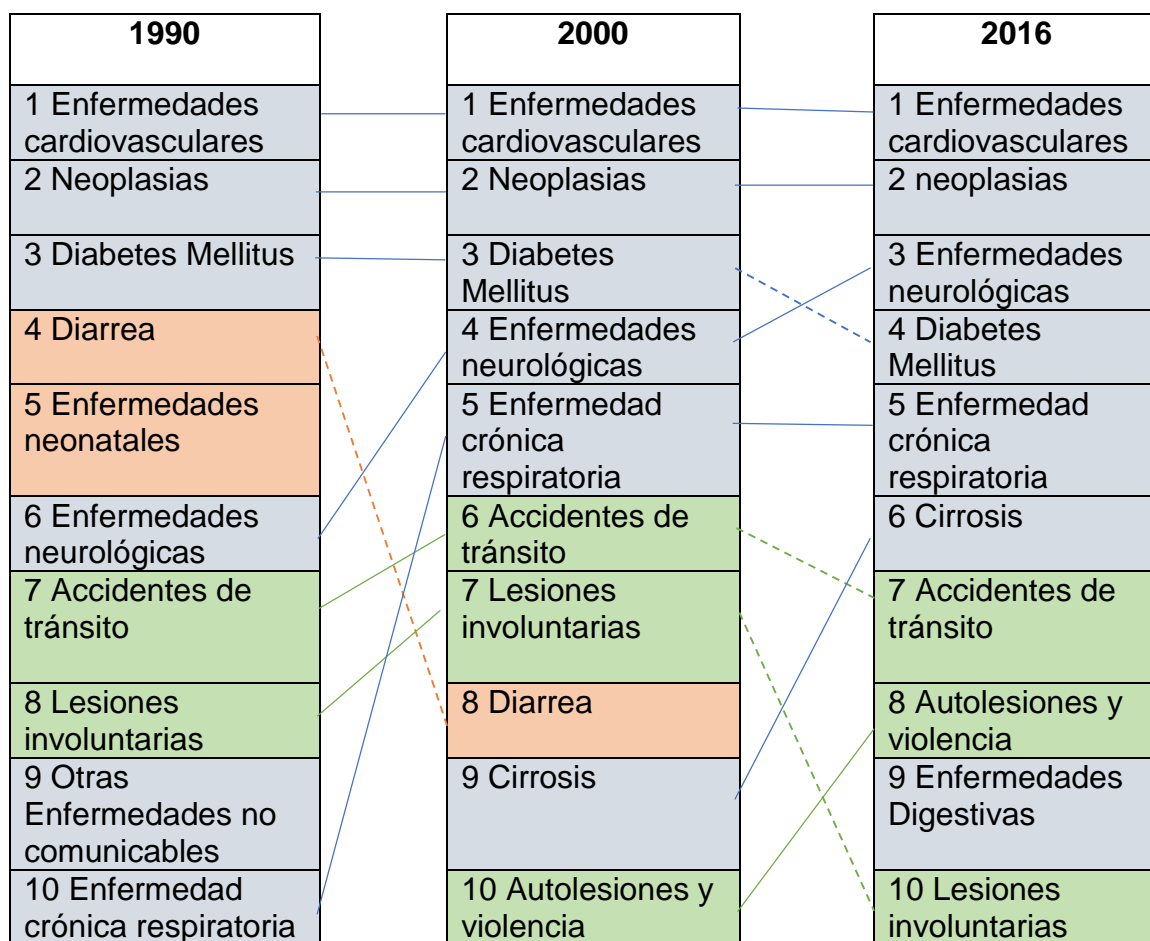 1990
2000
2016
1 Enfermedades
cardiovasculares
1 Enfermedades
cardiovasculares
1 Enfermedades
cardiovasculares
2 Neoplasias
2 Neoplasias
2 neoplasias
3 Diabetes Mellitus
3 Diabetes
Mellitus
3 Enfermedades
neurológicas
4 Diarrea
4 Enfermedades
neurológicas
4 Diabetes
Mellitus
5 Enfermedades
neonatales
5 Enfermedad
crónica
respiratoria
5 Enfermedad
crónica
respiratoria
6 Enfermedades
neurológicas
6 Accidentes de
tránsito
6 Cirrosis
7 Accidentes de
tránsito
7 Lesiones
involuntarias
7 Accidentes de
tránsito
8 Lesiones
involuntarias
8 Diarrea
8 Autolesiones y
violencia
9 Otras
Enfermedades no
comunicables
9 Cirrosis
9 Enfermedades
Digestivas
10 Enfermedad
crónica respiratoria
10 Autolesiones y
violencia
10 Lesiones
involuntarias